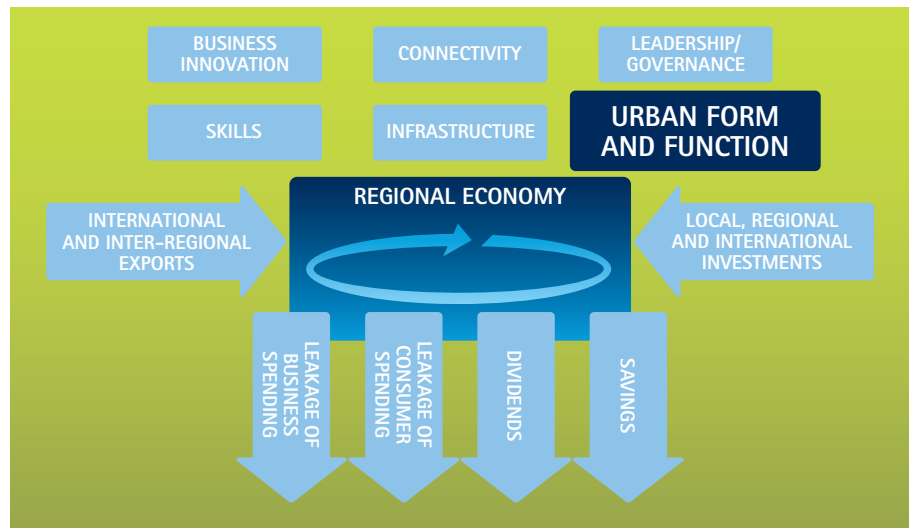 BUSINESS
INNOVATION
CONNECTIVITY
LEADERSHIP/
GOVERNANCE
SKILLS
INFRASTRUCTURE
URBAN FORM
AND FUNCTION
REGIONAL ECONOMY
INTERNATIONAL
AND INTER-REGIONAL
EXPORTS
LOCAL, REGIONAL
AND INTERNATIONAL
INVESTMENTS
LEAKAGE OF
BUSINESS
SPENDING
LEAKAGE OF
CONSUMER
SPENDING
DIVIDENDS
SAVINGS